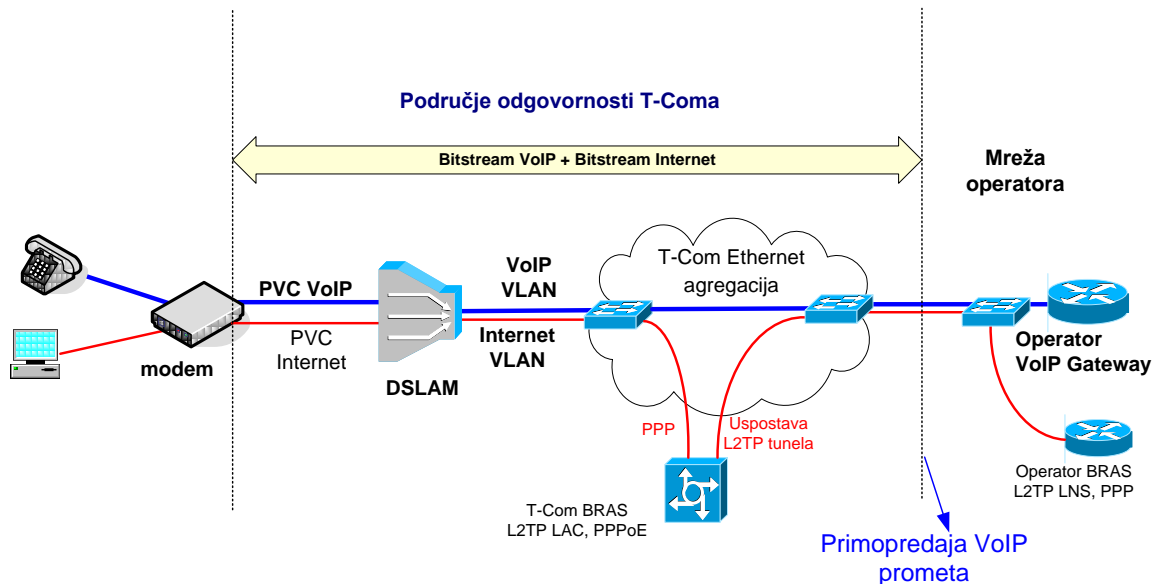 Područje odgovornosti T-Coma
Bitstream VoIP + Bitstream Internet
Mreža
operatora
T-Com Ethernet
agregacija
VoIP
VLAN
PVC VoIP
PVC
Internet
Internet
VLAN
modem
DSLAM
Operator
VoIP Gateway
PPP
Uspostava
L2TP tunela
T-Com BRAS
L2TP LAC, PPPoE
Operator BRAS
L2TP LNS, PPP
Primopredaja VoIP
prometa